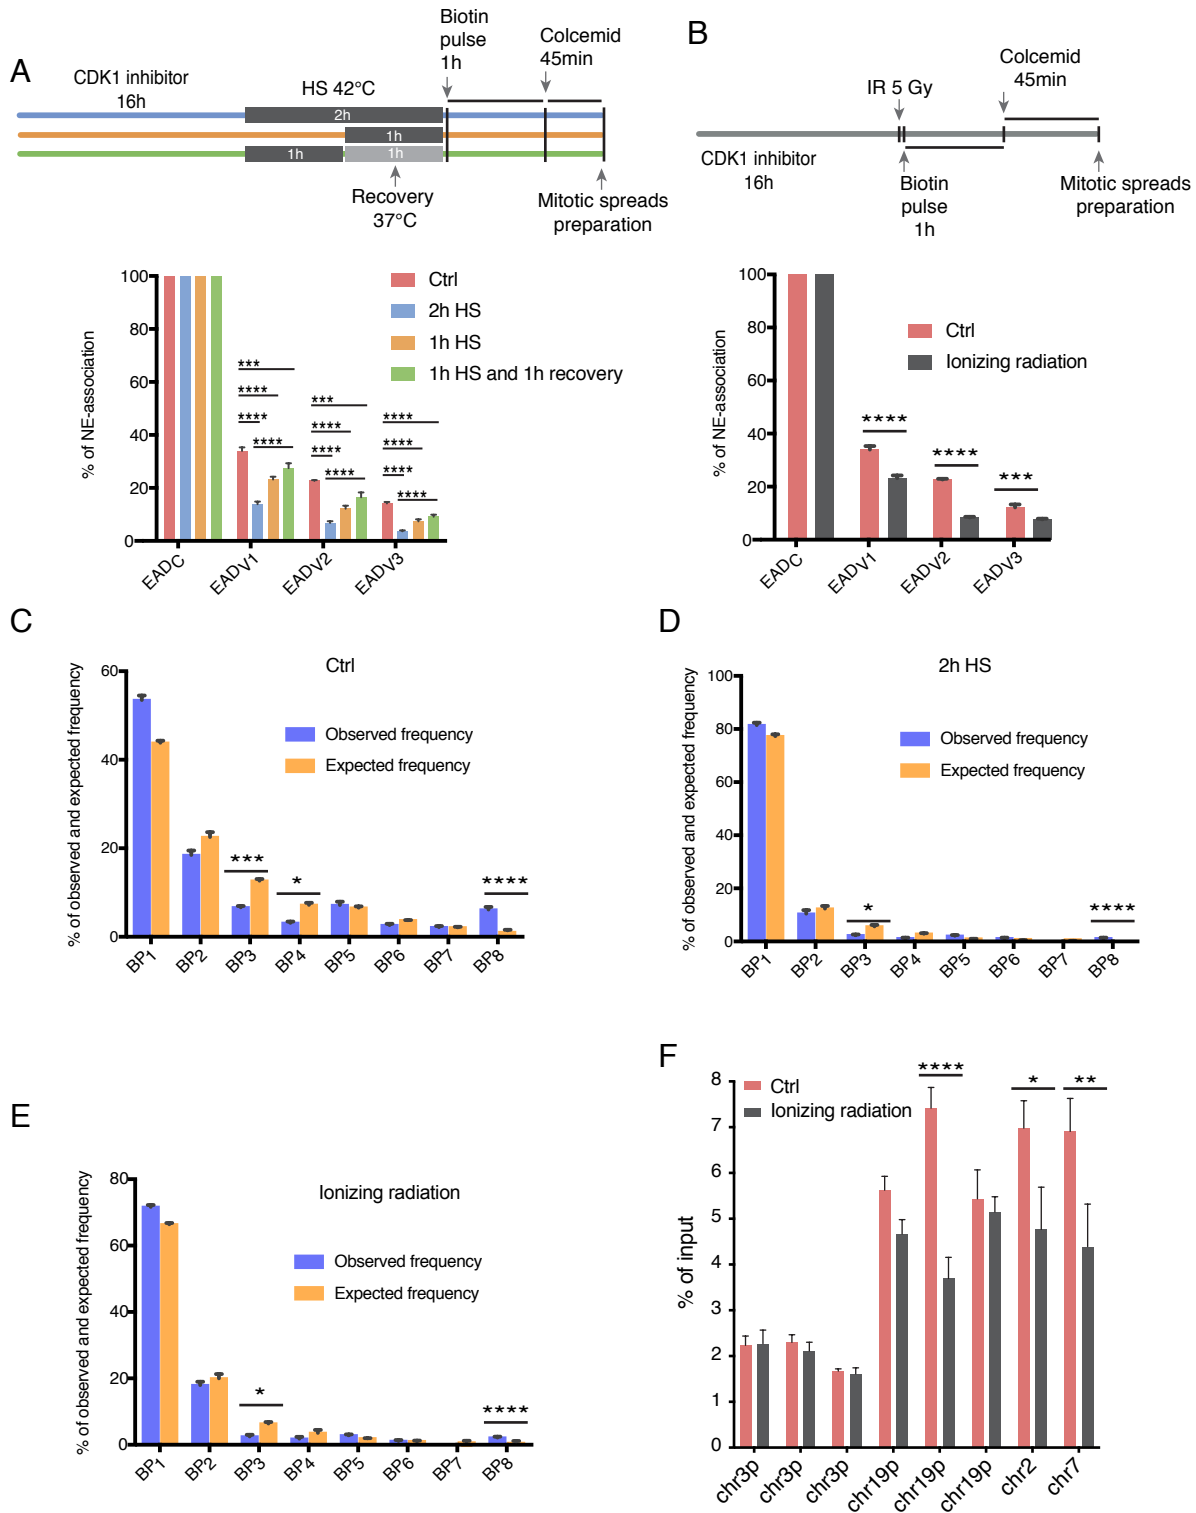 A
CDK1 inhibitor
16h
HS 42°C
Biotin
pulse
1h
Colcemid
45min
2h
1h
1h
1h
Recovery
37°C
Mitotic spreads
preparation
% of NE-association
100
80
60
40
20
0
Ctrl
2h HS
1h HS
1h HS and 1h recovery
***
****
****
****
***
****
****
****
****
****
****
****
EADC
EADV1
EADV2
EADV3
B
IR 5 Gy
Colcemid
45min
CDK1 inhibitor
16h
Biotin
pulse
1h
Mitotic spreads
preparation
% of NE-association
100
80
60
40
20
0
Ctrl
Ionizing radiation
****
****
***
EADC
EADV1
EADV2
EADV3
C
Ctrl
% of observed and expected frequency
60
40
20
0
Observed frequency
Expected frequency
***
*
****
BP1
BP2
BP3
BP4
BP5
BP6
BP7
BP8
D
2h HS
% of observed and expected frequency
100
80
60
40
20
0
Observed frequency
Expected frequency
*
****
BP1
BP2
BP3
BP4
BP5
BP6
BP7
BP8
E
Ionizing radiation
% of observed and expected frequency
80
60
40
20
0
Observed frequency
Expected frequency
*
****
BP1
BP2
BP3
BP4
BP5
BP6
BP7
BP8
F
% of input
8
7
6
5
4
3
2
1
0
Ctrl
Ionizing radiation
****
*
**
chr3p
chr3p
chr3p
chr19p
chr19p
chr19p
chr2
chr7